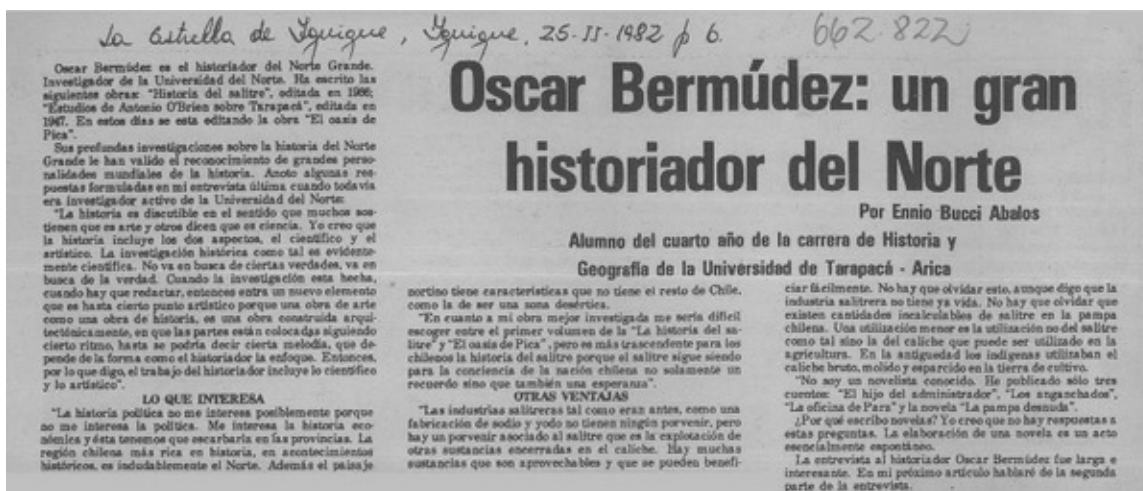 La Estrella de Iquique, Iquique, 25-II-1982 p 6.
662.822
Oscar Bermúdez: un gran
historiador del Norte
Por Ennio Bucci Abalos
Alumno del cuarto año de la carrera de Historia y
Geografía de la Universidad de Tarapacá - Arica
Oscar Bermúdez es el historiador del Norte Grande.
Investigador de la Universidad del Norte. Ha escrito las
siguientes obras: "Historia del salitre", editada en 1966;
"Estudios de Antonio O'Brien sobre Tarapacá", editada en
1967. En estos días se esta editando la obra "El oasis de
Pica".
Sus profundas investigaciones sobre la historia del Norte
Grande le han valido el reconocimiento de grandes perso-
nalidades mundiales de la historia. Anoto algunas res-
puestas formuladas en mi entrevista última cuando todavía
era investigador activo de la Universidad del Norte:
"La historia es discutible en el sentido que muchos sos-
tienen que es arte y otros dicen que es ciencia. Yo creo que
la historia incluye los dos aspectos, el científico y el
artístico. La investigación histórica como tal es evidente-
mente científica. No va en busca de ciertas verdades, va en
busca de la verdad. Cuando la investigación esta hecha,
cuando hay que redactar, entonces entra un nuevo elemento
que es hasta cierto punto artístico porque una obra de arte
como una obra de historia, es una obra construida arqui-
tectónicamente, en que las partes están colocadas siguiendo
cierto ritmo, hasta se podría decir cierta melodía, que de-
pende de la forma como el historiador la enfoque. Entonces,
por lo que digo, el trabajo del historiador incluye lo científico
y lo artístico".
LO QUE INTERESA
"La historia política no me interesa posiblemente porque
no me interesa la política. Me interesa la historia eco-
nómica y ésta tenemos que escarbarla en las provincias. La
región chilena más rica en historia, en acontecimientos
históricos, es indudablemente el Norte. Además el paisaje
nortino tiene características que no tiene el resto de Chile,
como la de ser una zona desértica.
"En cuanto a mi obra mejor investigada me sería difícil
escoger entre el primer volumen de la "La historia del sa-
litre" y "El oasis de Pica", pero es más trascendente para los
chilenos la historia del salitre porque el salitre sigue siendo
para la conciencia de la nación chilena no solamente un
recuerdo sino que también una esperanza".
OTRAS VENTAJAS
"Las industrias salitreras tal como eran antes, como una
fabricación de sodio y yodo no tienen ningún porvenir, pero
hay un porvenir asociado al salitre que es la explotación de
otras sustancias encerradas en el caliche. Hay muchas
sustancias que son aprovechables y que se pueden benefi-
ciar fácilmente. No hay que olvidar esto, aunque digo que la
industria salitrera no tiene ya vida. No hay que olvidar que
existen cantidades incalculables de salitre en la pampa
chilena. Una utilización menor es la utilización no del salitre
como tal sino la del caliche que puede ser utilizado en la
agricultura. En la antiguedad los indígenas utilizaban el
caliche bruto, molido y esparcido en la tierra de cultivo.
"No soy un novelista conocido. He publicado sólo tres
cuentos: "El hijo del administrador", "Los enganchados",
"La oficina de Para" y la novela "La pampa desnuda".
¿Por qué escribo novelas? Yo creo que no hay respuestas a
estas preguntas. La elaboración de una novela es un acto
esencialmente espontáneo.
La entrevista al historiador Oscar Bermúdez fue larga e
interesante. En mi próximo artículo hablaré de la segunda
parte de la entrevista.